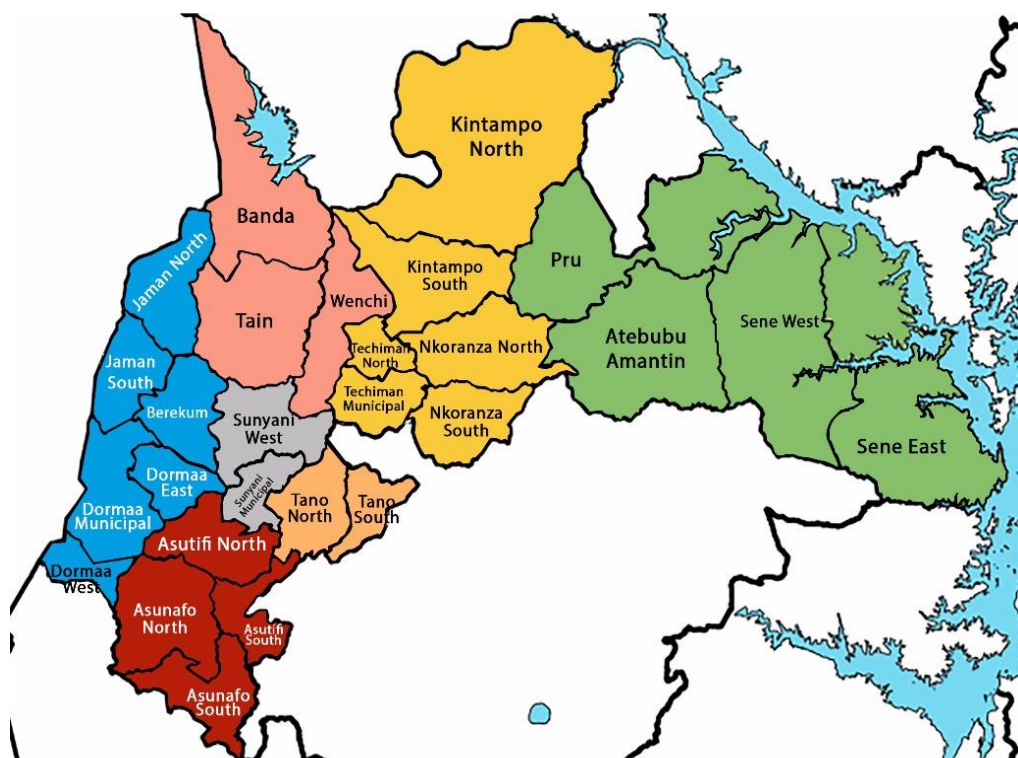 Kintampo
North
Banda
Jaman North
Pru
Kintampo
South
Wenchi
Tain
Sene West
Atebubu
Amantin
Techiman
North
Nkoranza North
Jaman
South
Techiman
Municipal
Berekum
Nkoranza
South
Sunyani
West
Sene East
Dormaa
East
Sunyani
Municipal
Tano
North
Tano
South
Dormaa
Municipal
Asutifi North
Dormaa
West
Asunafo
North
Asutifi
South
Asunafo
South